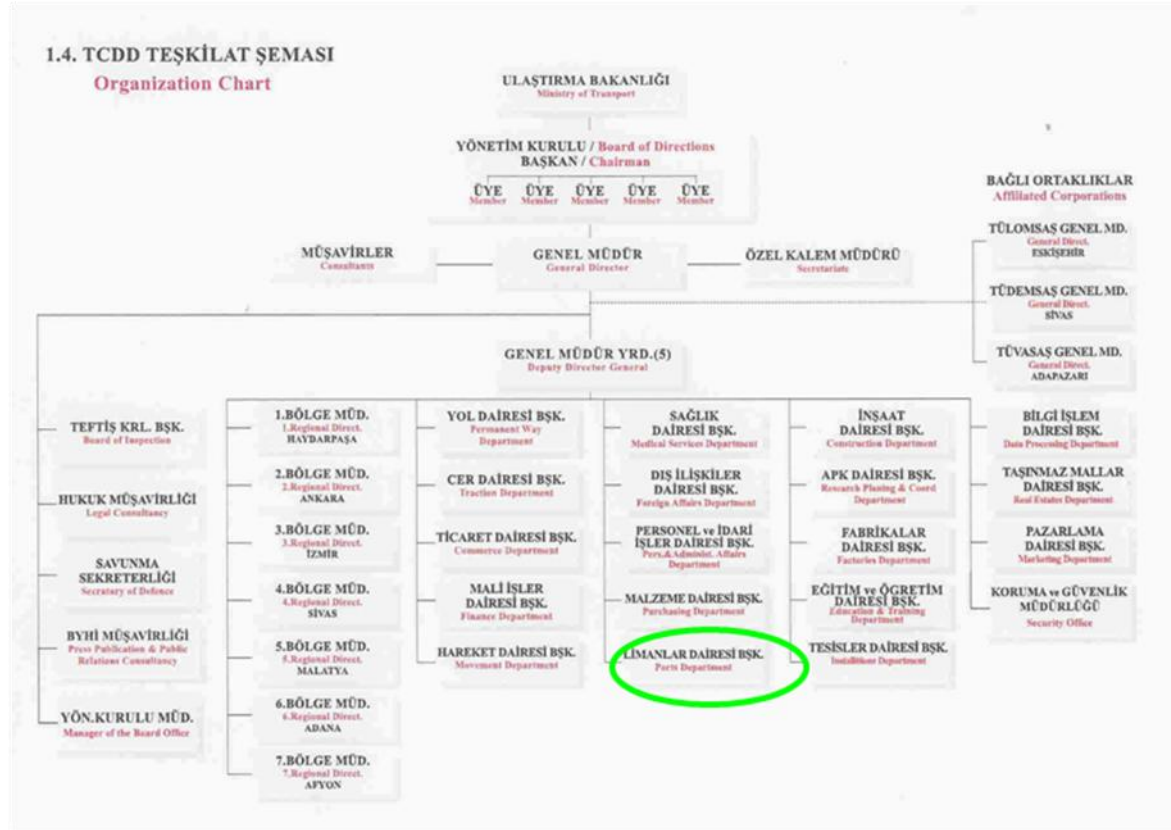 1.4. TCDD TEŞKİLAT ŞEMASI
Organization Chart
ULAŞTIRMA BAKANLIĞI
Ministry of Transport
YÖNETİM KURULU / Board of Directions
BAŞKAN / Chairman
ÜYE ÜYE ÜYE ÜYE ÜYE
Member Member Member Member Member
BAĞLI ORTAKLIKLAR
Affiliated Corporations
MÜŞAVİRLER
Consultants
GENEL MÜDÜR
General Director
ÖZEL KALEM MÜDÜRÜ
Secretariate
TÜLOMSAŞ GENEL MD.
General Direct.
ESKİŞEHİR
TÜDEMSAŞ GENEL MD.
General Direct.
SİVAS
TÜVASAŞ GENEL MD.
General Direct.
ADAPAZARI
GENEL MÜDÜR YRD.(5)
Deputy Director General
TEFTİŞ KRL. BŞK.
Board of Inspection
HUKUK MÜŞAVİRLİĞİ
Legal Consultancy
SAVUNMA
SEKRETERLİĞİ
Secratary of Defence
BYHİ MÜŞAVİRLİĞİ
Press Publication & Public
Relations Consultancy
YÖN.KURULU MÜD.
Manager of the Board Office
1.BÖLGE MÜD.
1.Regional Direct.
HAYDARPAŞA
2.BÖLGE MÜD.
2.Regional Direct.
ANKARA
3.BÖLGE MÜD.
3.Regional Direct.
İZMİR
4.BÖLGE MÜD.
4.Regional Direct.
SİVAS
5.BÖLGE MÜD.
5.Regional Direct.
MALATYA
6.BÖLGE MÜD.
6.Regional Direct.
ADANA
7.BÖLGE MÜD.
7.Regional Direct.
AFYON
YOL DAİRESİ BŞK.
Permanent Way
Department
CER DAİRESİ BŞK.
Traction Department
TİCARET DAİRESİ BŞK.
Commerce Department
MALİ İŞLER
DAİRESİ BŞK.
Finance Department
HAREKET DAİRESİ BŞK.
Movement Department
SAĞLIK
DAİRESİ BŞK.
Medical Services Department
DIŞ İLİŞKİLER
DAİRESİ BŞK.
Foreign Affairs Department
PERSONEL ve İDARİ
İŞLER DAİRESİ BŞK.
Pers.&Administ. Affairs
Department
MALZEME DAİRESİ BŞK.
Purchasing Department
LİMANLAR DAİRESİ BŞK.
Ports Department
İNŞAAT
DAİRESİ BŞK.
Construction Department
APK DAİRESİ BŞK.
Research Planing & Coord
Department
FABRİKALAR
DAİRESİ BŞK.
Factories Department
EĞİTİM ve ÖĞRETİM
DAİRESİ BŞK.
Education & Training
Department
TESİSLER DAİRESİ BŞK.
Department
BİLGİ İŞLEM
DAİRESİ BŞK.
Data Processing Department
TAŞINMAZ MALLAR
DAİRESİ BŞK.
Real Estates Department
PAZARLAMA
DAİRESİ BŞK.
Marketing Department
KORUMA ve GÜVENLİK
MÜDÜRLÜĞÜ
Security Office